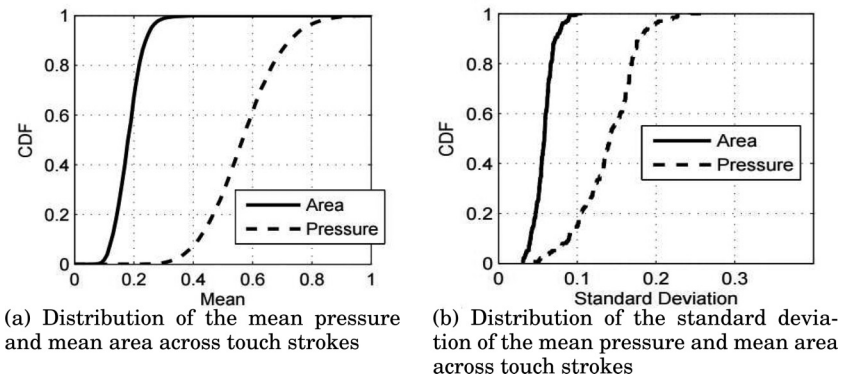 1
0.8
0.6
0.4
0.2
0
CDF
0 0.2 0.4 0.6 0.8 1
Mean
Area
Pressure
(a) Distribution of the mean pressure
and mean area across touch strokes
1
0.8
0.6
0.4
0.2
0
CDF
0 0.1 0.2 0.3
Standard Deviation
Area
Pressure
(b) Distribution of the standard devia-
tion of the mean pressure and mean area
across touch strokes